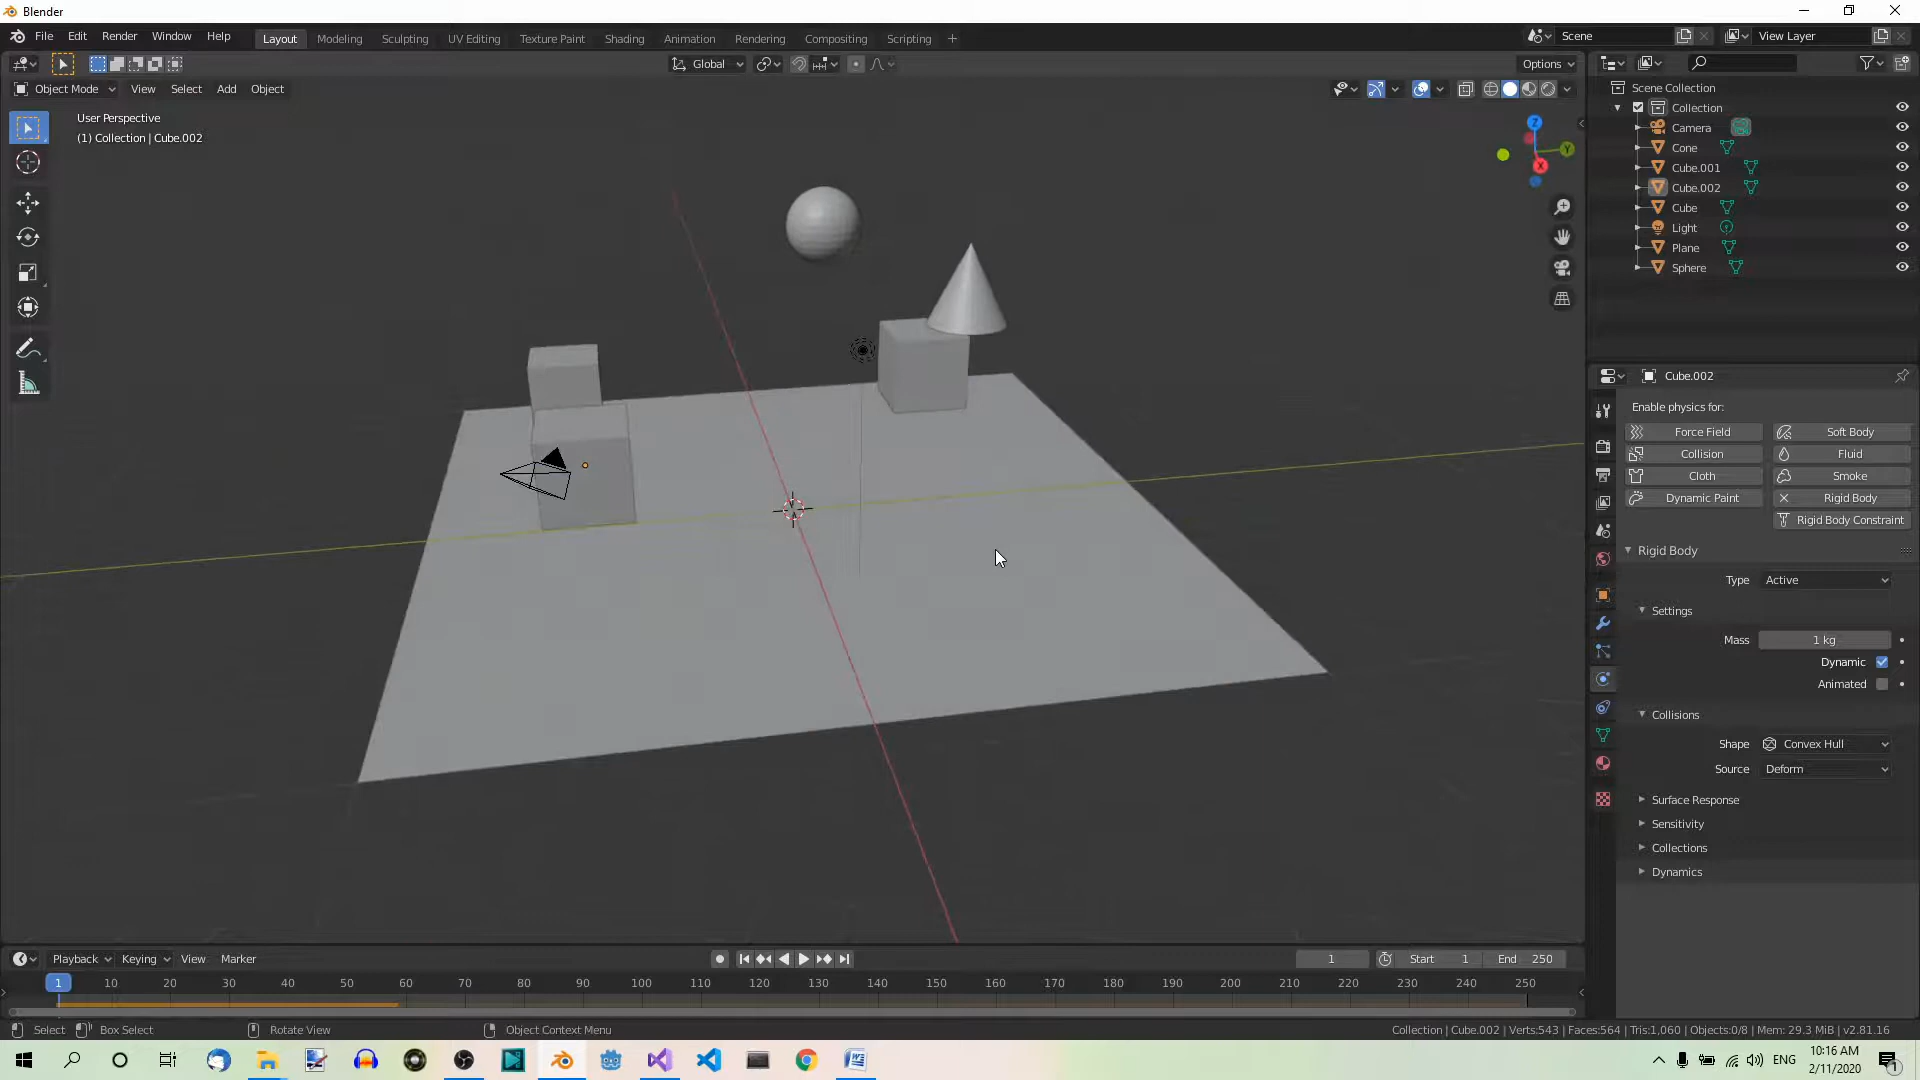 Blender
File Edit Render Window Help
Layout Modeling Sculpting UV Editing Texture Paint Shading Animation Rendering Compositing Scripting
Scene
View Layer
Global
Options
Object Mode View Select Add Object
User Perspective
(1) Collection | Cube.002
Z
Y
X
Scene Collection
Collection
Camera
Cone
Cube.001
Cube.002
Cube
Light
Plane
Sphere
Cube.002
Enable physics for:
Force Field Soft Body
Collision Fluid
Cloth Smoke
Dynamic Paint Rigid Body
Rigid Body Constraint
Rigid Body
Type Active
Settings
Mass 1 kg
Dynamic
Animated
Collisions
Shape Convex Hull
Source Deform
Surface Response
Sensitivity
Collections
Dynamics
Playback Keying View Marker
1 Start 1 End 250
1 10 20 30 40 50 60 70 80 90 100 110 120 130 140 150 160 170 180 190 200 210 220 230 240 250
Select Box Select Rotate View Object Context Menu
Collection | Cube.002 | Verts:543 | Faces:564 | Tris:1,060 | Objects:0/8 | Mem: 29.3 MiB | v2.81.16
ENG
10:16 AM
2/11/2020
1